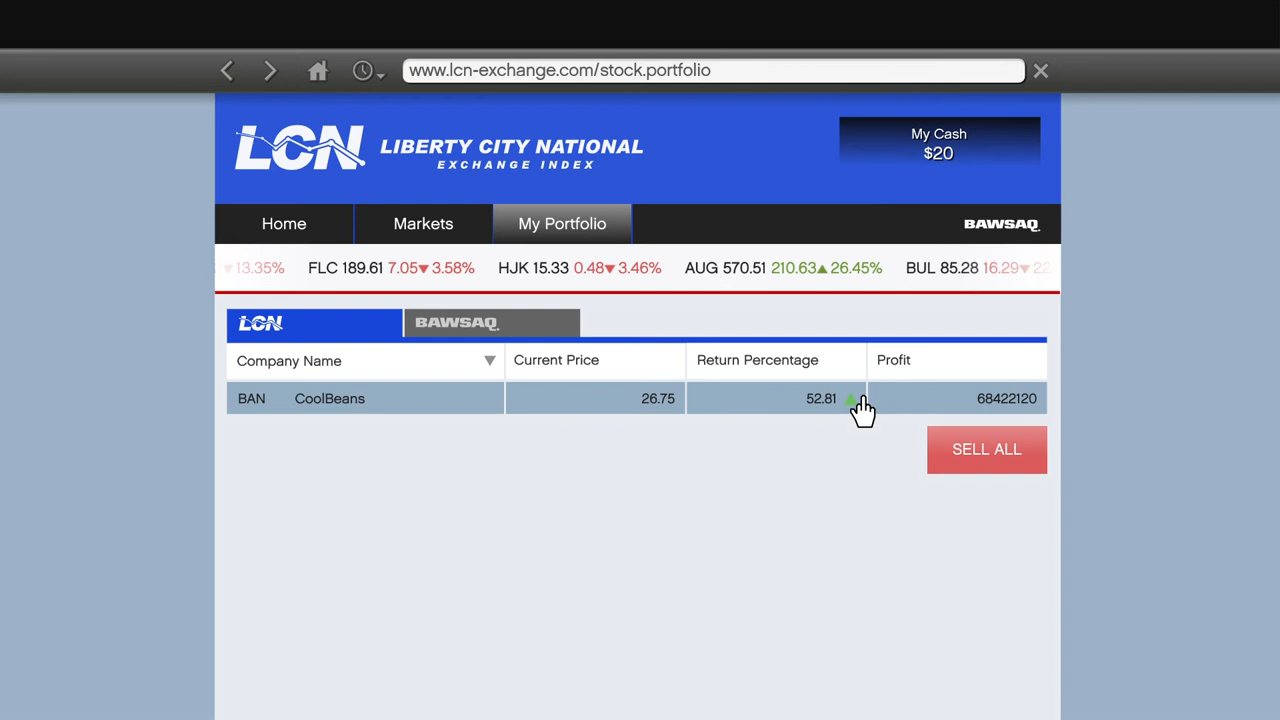 www.lcn-exchange.com/stock.portfolio
LCN LIBERTY CITY NATIONAL
EXCHANGE INDEX
My Cash
$20
Home Markets My Portfolio BAWSAQ
▼13.35% FLC 189.61 7.05▼3.58% HJK 15.33 0.48▼3.46% AUG 570.51 210.63▲26.45% BUL 85.28 16.29▼
LCN BAWSAQ
Company Name ▼ Current Price Return Percentage Profit
BAN CoolBeans 26.75 52.81 ▲ 68422120
SELL ALL